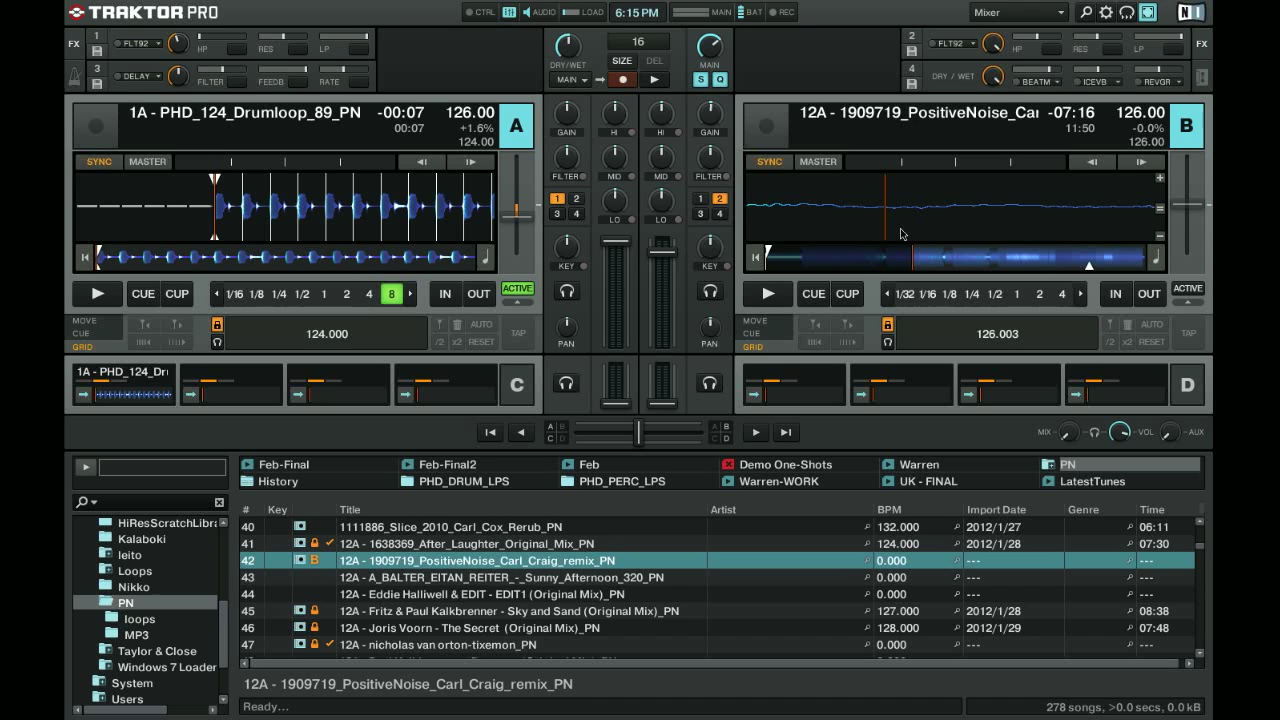 TRAKTOR PRO
CTRL AUDIO LOAD 6:15 PM MAIN BAT REC
Mixer
FX 1 FLT92 HP RES LP
3 DELAY FILTER FEEDB RATE
16
DRY/WET SIZE DEL MAIN
MAIN S Q
2 FLT92 HP RES LP FX
4 DRY / WET BEATM ICEVB REVGR
1A - PHD_124_Drumloop_89_PN -00:07 126.00
00:07 +1.6%
124.00
A
12A - 1909719_PositiveNoise_Car -07:16 126.00
11:50 -0.0%
126.00
B
SYNC MASTER
SYNC MASTER
GAIN HI HI GAIN
FILTER MID MID FILTER
1 2 LO LO 1 2
3 4 3 4
KEY KEY
PAN PAN
CUE CUP 1/16 1/8 1/4 1/2 1 2 4 8 IN OUT ACTIVE
CUE CUP 1/32 1/16 1/8 1/4 1/2 1 2 4 IN OUT ACTIVE
MOVE
CUE
GRID
124.000
AUTO
/2 x2 RESET
TAP
MOVE
CUE
GRID
126.003
AUTO
/2 x2 RESET
TAP
1A - PHD_124_Dru
C
D
A B
C D
A B
C D
MIX VOL AUX
Feb-Final Feb-Final2 Feb Demo One-Shots Warren PN
History PHD_DRUM_LPS PHD_PERC_LPS Warren-WORK UK - FINAL LatestTunes
# Key Title Artist BPM Import Date Genre Time
40 1111886_Slice_2010_Carl_Cox_Rerub_PN 132.000 2012/1/27 06:11
41 12A - 1638369_After_Laughter_Original_Mix_PN 124.000 2012/1/28 07:30
42 B 12A - 1909719_PositiveNoise_Carl_Craig_remix_PN 0.000 --- ---
43 12A - A_BALTER_EITAN_REITER_-_Sunny_Afternoon_320_PN 0.000 --- ---
44 12A - Eddie Halliwell & EDIT - EDIT1 (Original Mix)_PN 0.000 --- ---
45 12A - Fritz & Paul Kalkbrenner - Sky and Sand (Original Mix)_PN 127.000 2012/1/28 08:38
46 12A - Joris Voorn - The Secret (Original Mix)_PN 128.000 2012/1/29 07:48
47 12A - nicholas van orton-tixemon_PN 0.000 --- ---
HiResScratchLibra
Kalaboki
leito
Loops
Nikko
PN
loops
MP3
Taylor & Close
Windows 7 Loader
System
Users
12A - 1909719_PositiveNoise_Carl_Craig_remix_PN
Ready...
278 songs, >0.0 secs, 0.0 kB